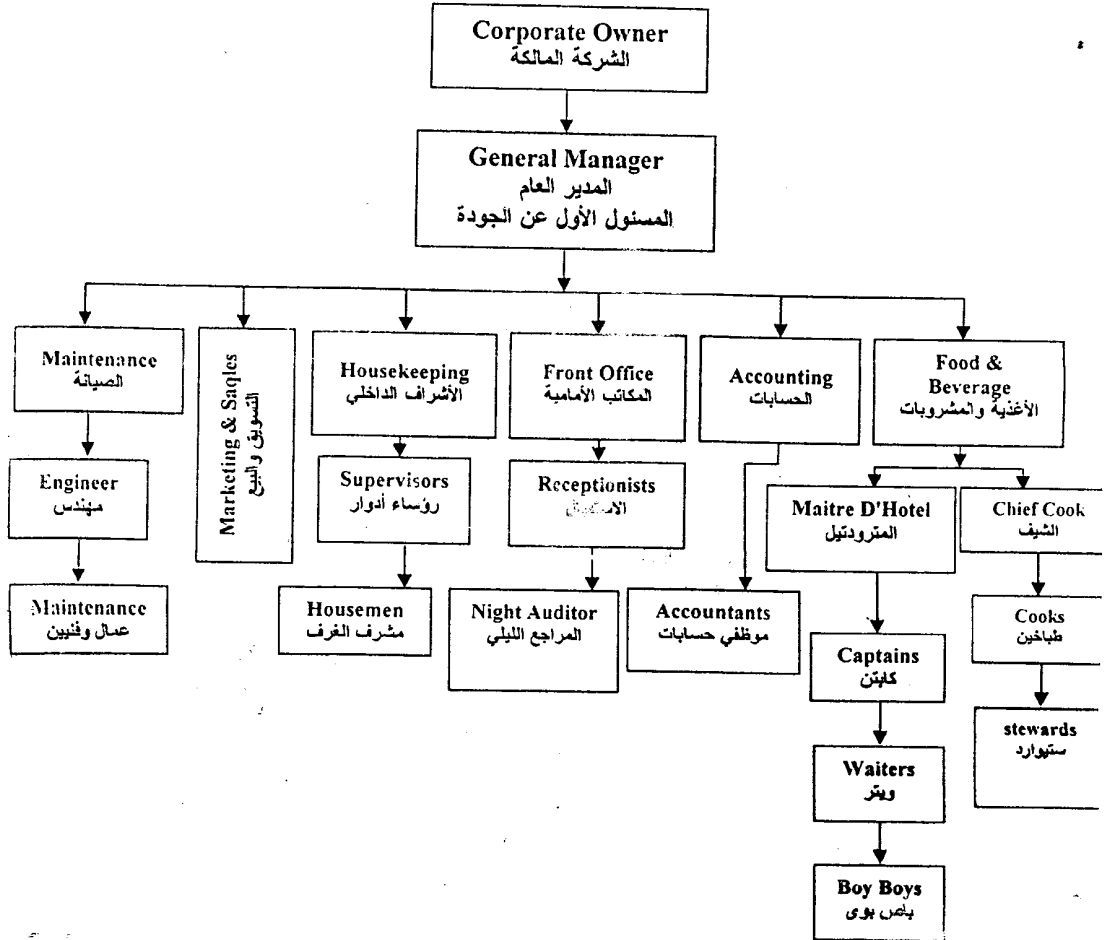 Corporate Owner
الشركة المالكة
General Manager
المدير العام
المسئول الأول عن الجودة
Maintenance
الصيانة
Marketing & Saqles
التسويق والبيع
Housekeeping
الأشراف الداخلي
Front Office
المكاتب الأمامية
Accounting
الحسابات
Food &
Beverage
الأغذية والمشروبات
Engineer
مهندس
Supervisors
رؤساء أدوار
Receptionists
Maitre D'Hotel
المترودتيل
Chief Cook
الشيف
Maintenance
عمال وفنيين
Housemen
مشرف الغرف
Night Auditor
المراجع الليلي
Accountants
موظفي حسابات
Captains
كابتن
Cooks
طباخين
Waiters
ويتر
stewards
ستيوارد
Boy Boys
باص بوى